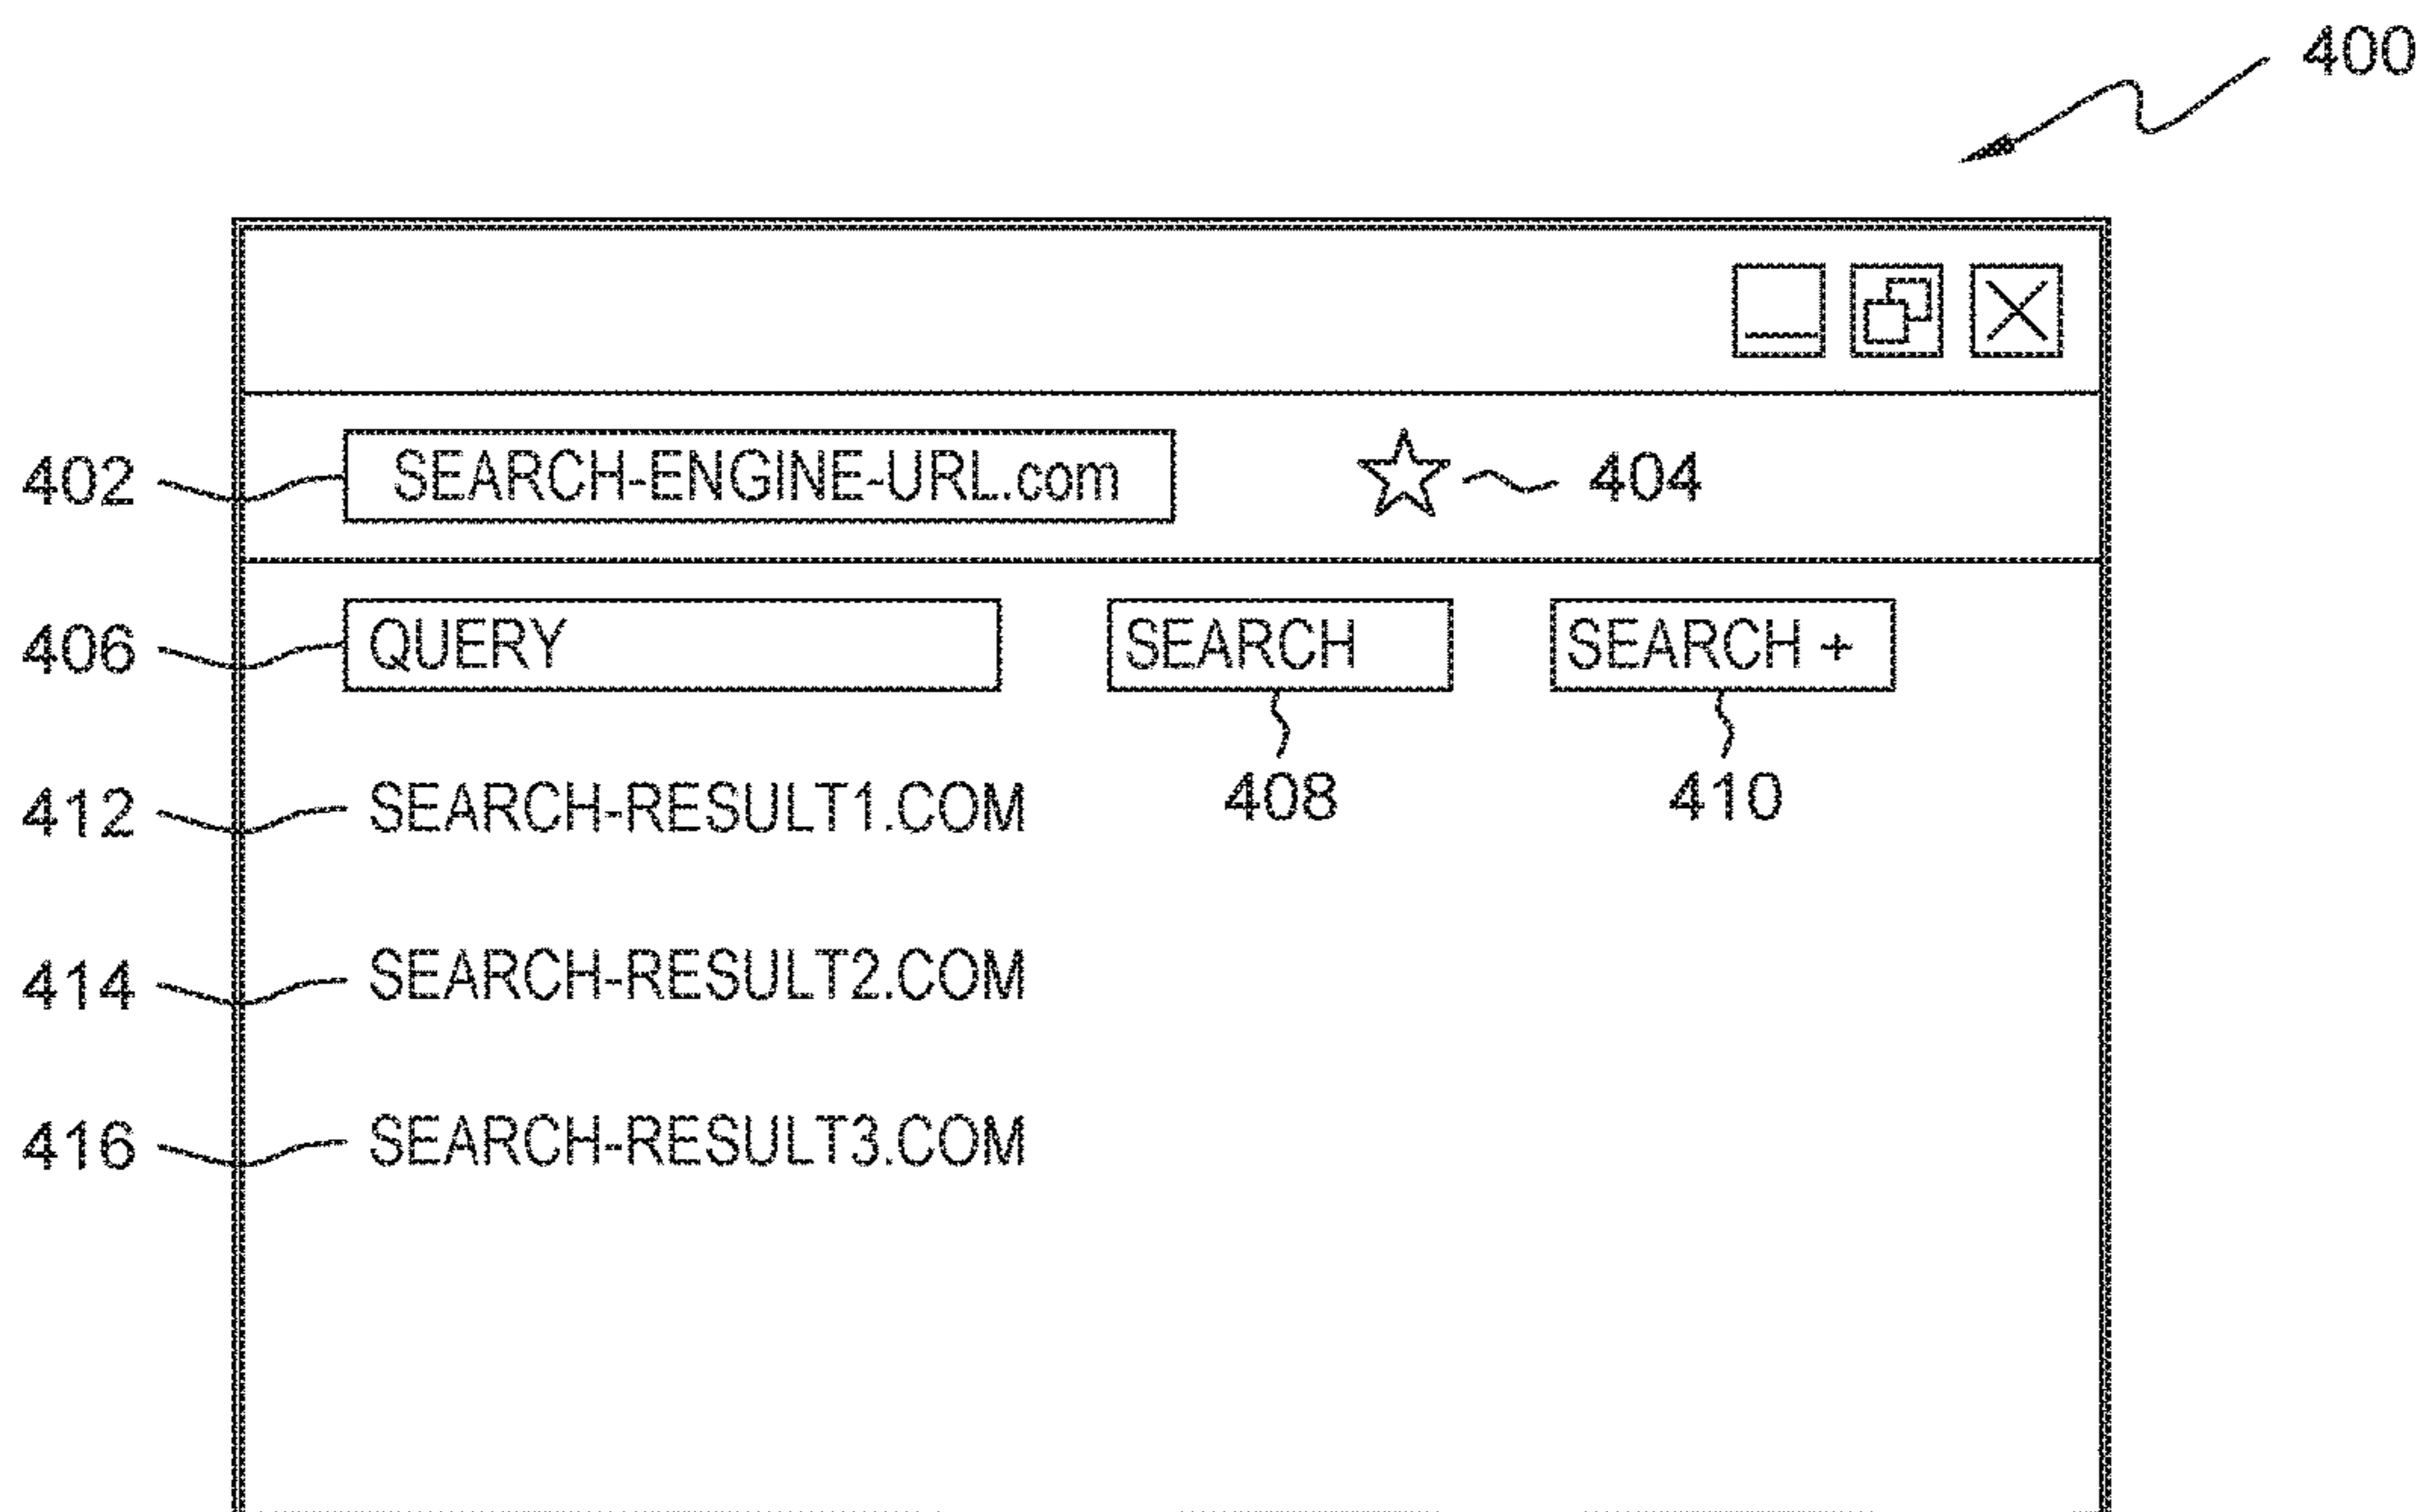 400
402 SEARCH-ENGINE-URL.com 404
406 QUERY SEARCH SEARCH +
408 410
412 SEARCH-RESULT1.COM
414 SEARCH-RESULT2.COM
416 SEARCH-RESULT3.COM